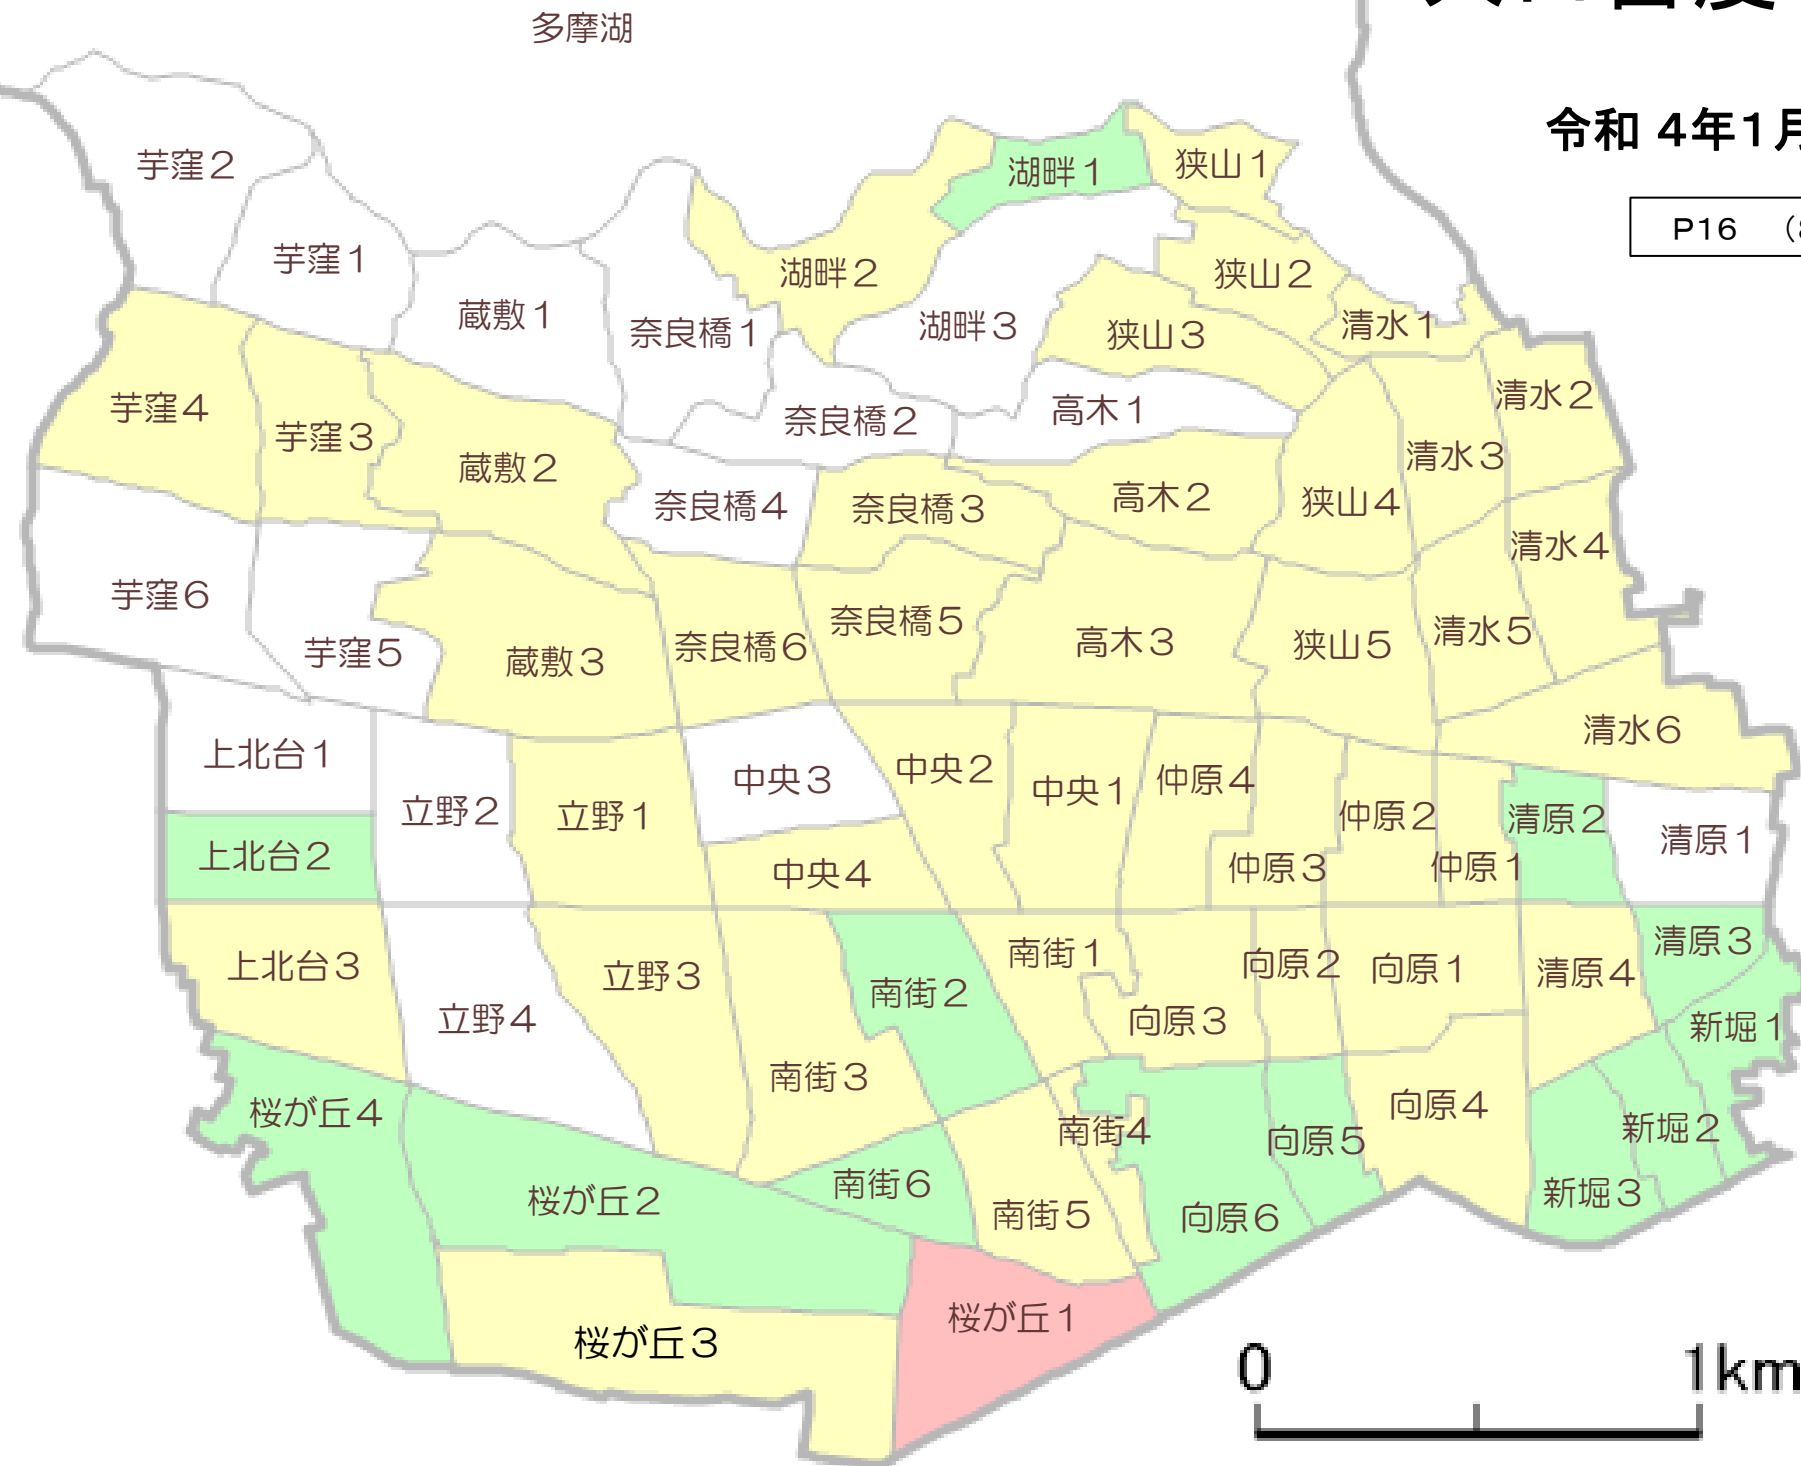 多摩湖
令和 4年1月
P16 （
芋窪２
湖畔１
狭山１
芋窪１
湖畔２
狭山２
蔵敷１
奈良橋１
湖畔３
狭山３
清水１
芋窪４
芋窪３
奈良橋２
高木１
清水２
蔵敷２
清水３
奈良橋４
奈良橋３
高木２
狭山４
清水４
芋窪６
芋窪５
蔵敷３
奈良橋６
奈良橋５
高木３
狭山５
清水５
清水６
上北台１
立野２
立野１
中央３
中央２
中央１
仲原４
仲原２
清原２
清原１
上北台２
中央４
仲原３
仲原１
上北台３
立野４
立野３
南街２
南街１
向原２
向原１
清原４
清原３
南街３
向原３
新堀１
桜が丘４
南街４
向原５
向原４
新堀２
桜が丘２
南街６
南街５
向原６
新堀３
桜が丘３
桜が丘１
0 1km